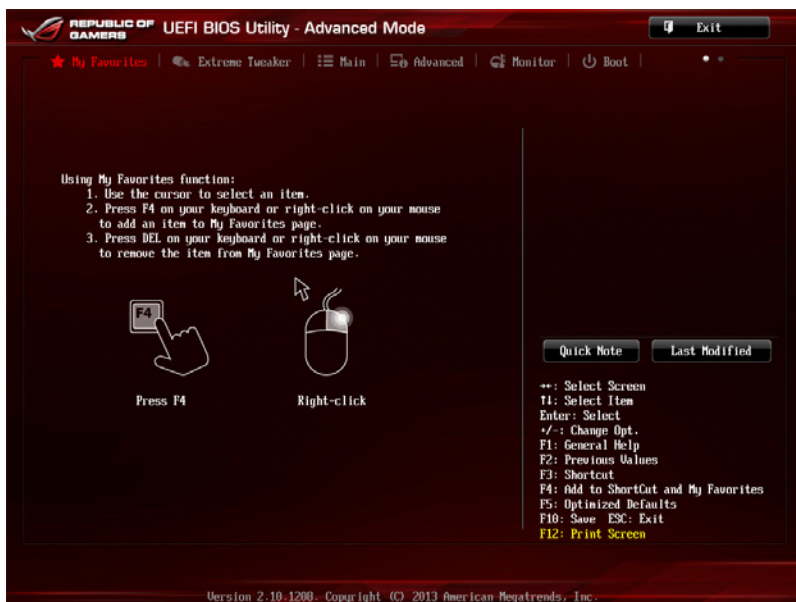 REPUBLIC OF GAMERS UEFI BIOS Utility - Advanced Mode Exit
My Favorites Extreme Tweaker Main Advanced Monitor Boot
Using My Favorites function:
1. Use the cursor to select an item.
2. Press F4 on your keyboard or right-click on your mouse
to add an item to My Favorites page.
3. Press DEL on your keyboard or right-click on your mouse
to remove the item from My Favorites page.
F4
Press F4 Right-click
Quick Note Last Modified
→←: Select Screen
↑↓: Select Item
Enter: Select
+/-: Change Opt.
F1: General Help
F2: Previous Values
F3: Shortcut
F4: Add to ShortCut and My Favorites
F5: Optimized Defaults
F10: Save ESC: Exit
F12: Print Screen
Version 2.10.1208. Copyright (C) 2013 American Megatrends, Inc.